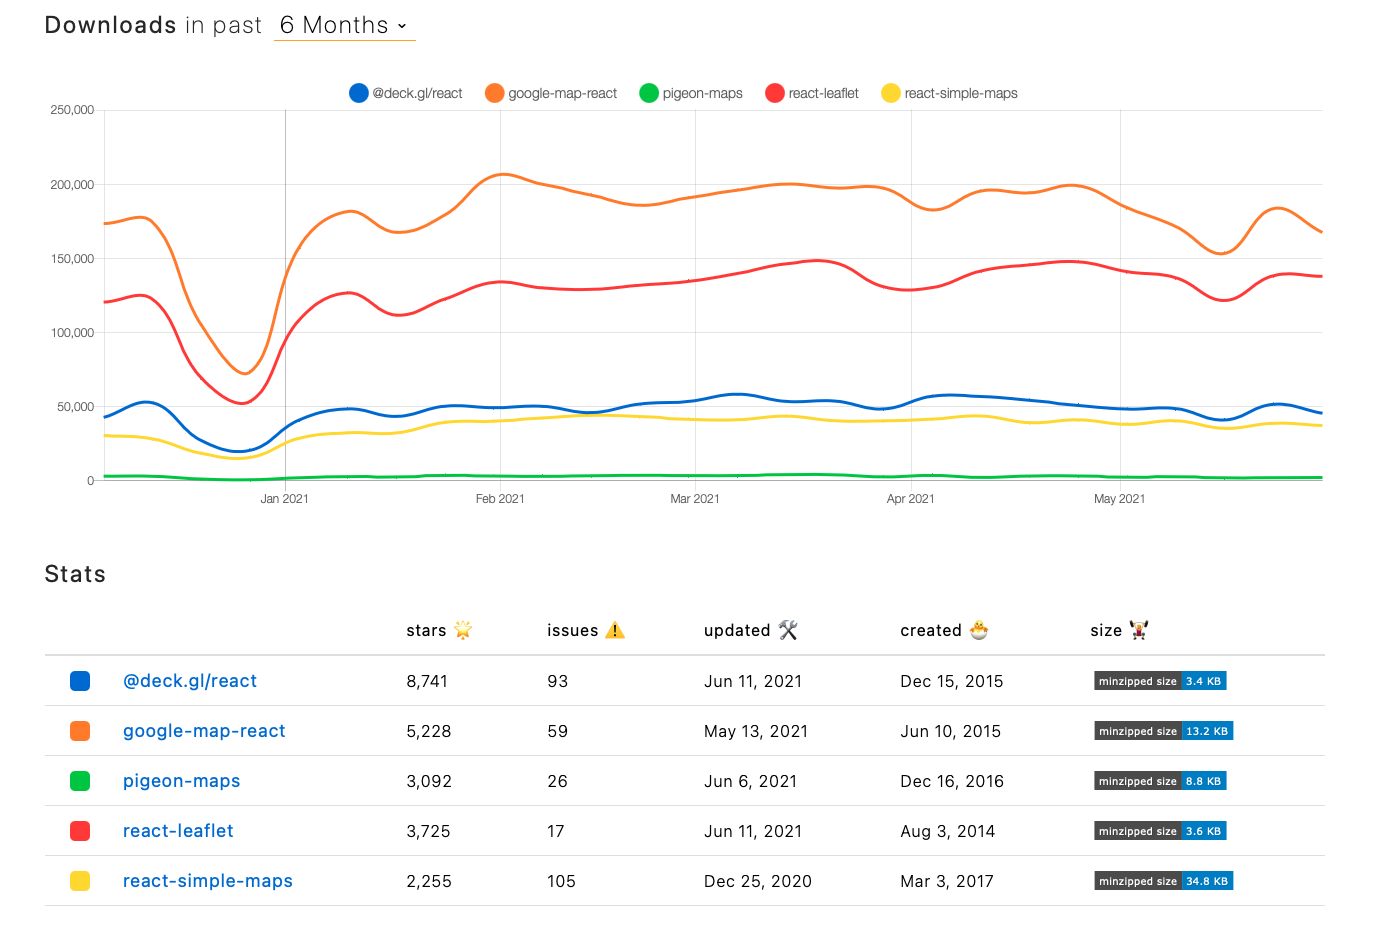 Downloads in past 6 Months
@deck.gl/react google-map-react pigeon-maps react-leaflet react-simple-maps
250,000
200,000
150,000
100,000
50,000
0
Jan 2021 Feb 2021 Mar 2021 Apr 2021 May 2021
Stats
stars 🌟 issues ⚠️ updated 🛠 created 🐣 size 🏋️‍♀️
@deck.gl/react 8,741 93 Jun 11, 2021 Dec 15, 2015 minzipped size 3.4 KB
google-map-react 5,228 59 May 13, 2021 Jun 10, 2015 minzipped size 13.2 KB
pigeon-maps 3,092 26 Jun 6, 2021 Dec 16, 2016 minzipped size 8.8 KB
react-leaflet 3,725 17 Jun 11, 2021 Aug 3, 2014 minzipped size 3.6 KB
react-simple-maps 2,255 105 Dec 25, 2020 Mar 3, 2017 minzipped size 34.8 KB